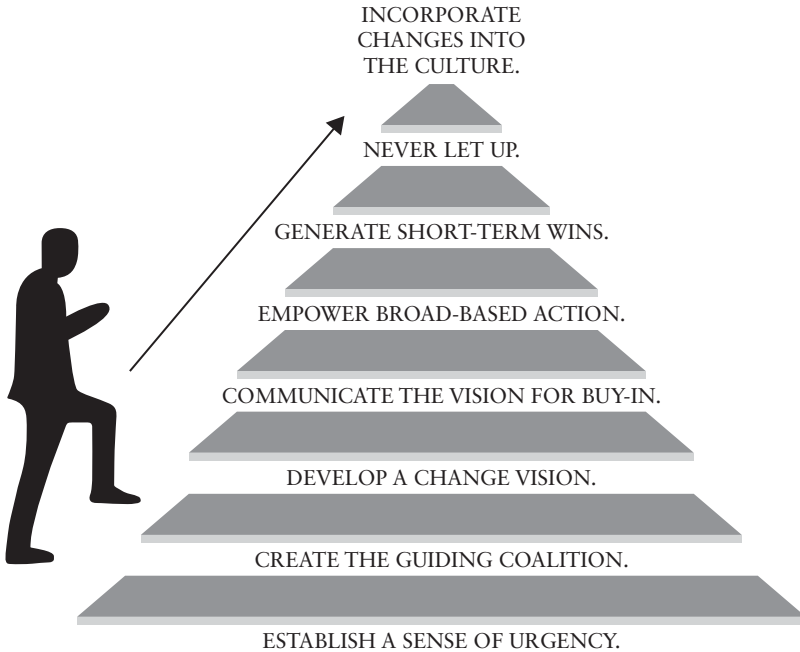 INCORPORATE
CHANGES INTO
THE CULTURE.
NEVER LET UP.
GENERATE SHORT-TERM WINS.
EMPOWER BROAD-BASED ACTION.
COMMUNICATE THE VISION FOR BUY-IN.
DEVELOP A CHANGE VISION.
CREATE THE GUIDING COALITION.
ESTABLISH A SENSE OF URGENCY.